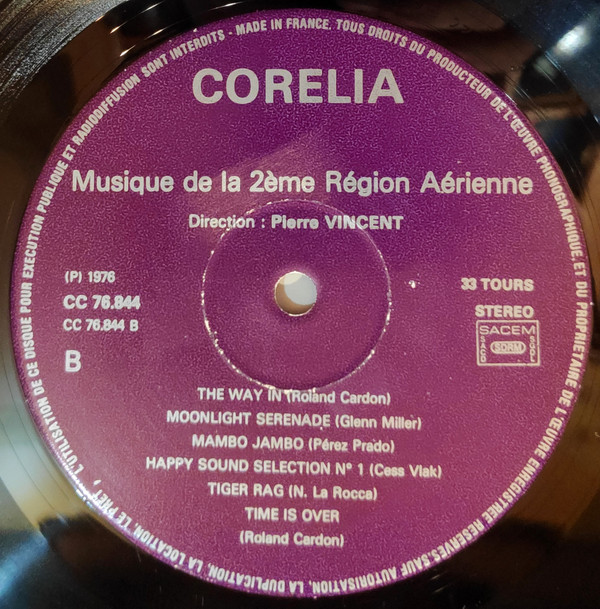 CORELIA
Musique de la 2ème Région Aérienne
Direction : Pierre VINCENT
(P) 1976
CC 76.844
CC 76.844 B
B
33 TOURS
STEREO
SACEM
SACD
SDRM
SGDL
THE WAY IN (Roland Cardon)
MOONLIGHT SERENADE (Glenn Miller)
MAMBO JAMBO (Pérez Prado)
HAPPY SOUND SELECTION N° 1 (Cess Vlak)
TIGER RAG (N. La Rocca)
TIME IS OVER
(Roland Cardon)
MADE IN FRANCE. TOUS DROITS DU PRODUCTEUR DE L'ŒUVRE PHONOGRAPHIQUE, ET DU PROPRIETAIRE DE L'ŒUVRE ENREGISTREE RESERVES. SAUF AUTORISATION, LA DUPLICATION, LA LOCATION, LE PRET, L'UTILISATION DE CE DISQUE POUR EXECUTION PUBLIQUE ET RADIODIFFUSION SONT INTERDITS -